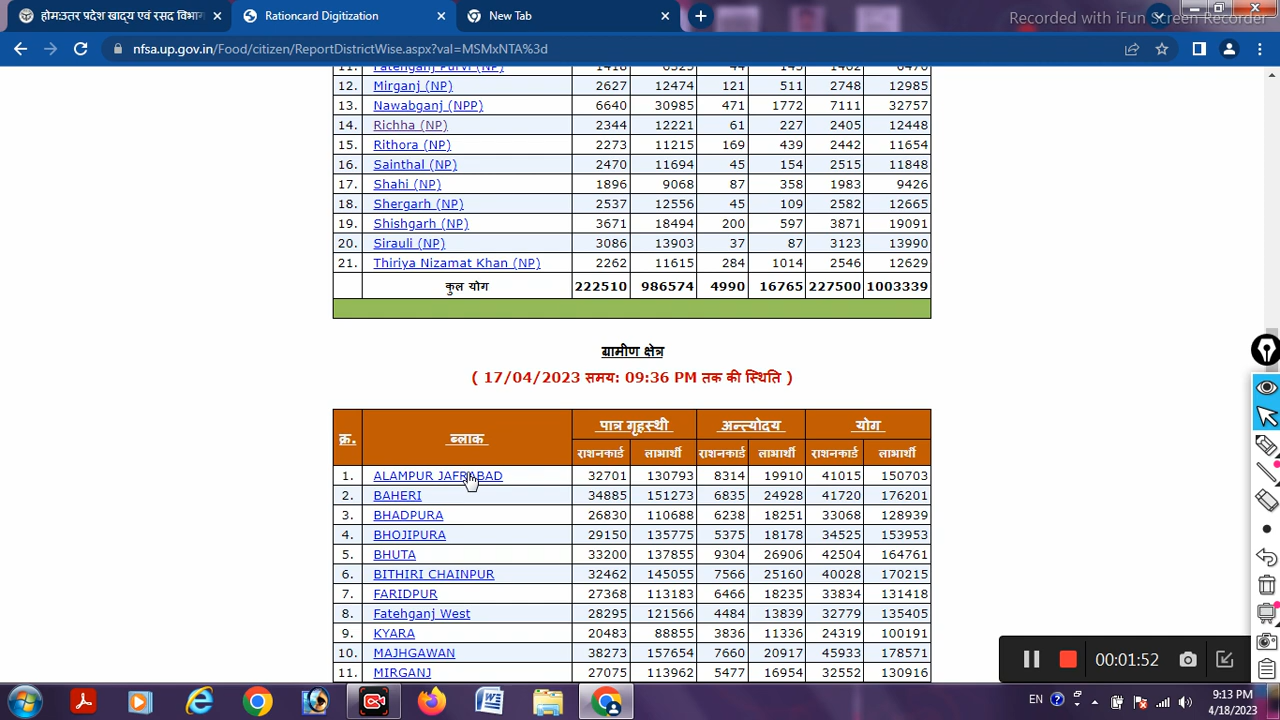 होम:उत्तर प्रदेश खाद्य एवं रसद विभाग
Rationcard Digitization
New Tab
Recorded with iFun Screen Recorder
nfsa.up.gov.in/Food/citizen/ReportDistrictWise.aspx?val=MSMxNTA%3d
11. Fatehganj Purvi (NP) 1418 6325 44 145 1462 6470
12. Mirganj (NP) 2627 12474 121 511 2748 12985
13. Nawabganj (NPP) 6640 30985 471 1772 7111 32757
14. Richha (NP) 2344 12221 61 227 2405 12448
15. Rithora (NP) 2273 11215 169 439 2442 11654
16. Sainthal (NP) 2470 11694 45 154 2515 11848
17. Shahi (NP) 1896 9068 87 358 1983 9426
18. Shergarh (NP) 2537 12556 45 109 2582 12665
19. Shishgarh (NP) 3671 18494 200 597 3871 19091
20. Sirauli (NP) 3086 13903 37 87 3123 13990
21. Thiriya Nizamat Khan (NP) 2262 11615 284 1014 2546 12629
कुल योग 222510 986574 4990 16765 227500 1003339
ग्रामीण क्षेत्र
( 17/04/2023 समय: 09:36 PM तक की स्थिति )
क्र. ब्लाक पात्र गृहस्थी अन्त्योदय योग
राशनकार्ड लाभार्थी राशनकार्ड लाभार्थी राशनकार्ड लाभार्थी
1. ALAMPUR JAFRABAD 32701 130793 8314 19910 41015 150703
2. BAHERI 34885 151273 6835 24928 41720 176201
3. BHADPURA 26830 110688 6238 18251 33068 128939
4. BHOJIPURA 29150 135775 5375 18178 34525 153953
5. BHUTA 33200 137855 9304 26906 42504 164761
6. BITHIRI CHAINPUR 32462 145055 7566 25160 40028 170215
7. FARIDPUR 27368 113183 6466 18235 33834 131418
8. Fatehganj West 28295 121566 4484 13839 32779 135405
9. KYARA 20483 88855 3836 11336 24319 100191
10. MAJHGAWAN 38273 157654 7660 20917 45933 178571
11. MIRGANJ 27075 113962 5477 16954 32552 130916
00:01:52
EN
9:13 PM
4/18/2023